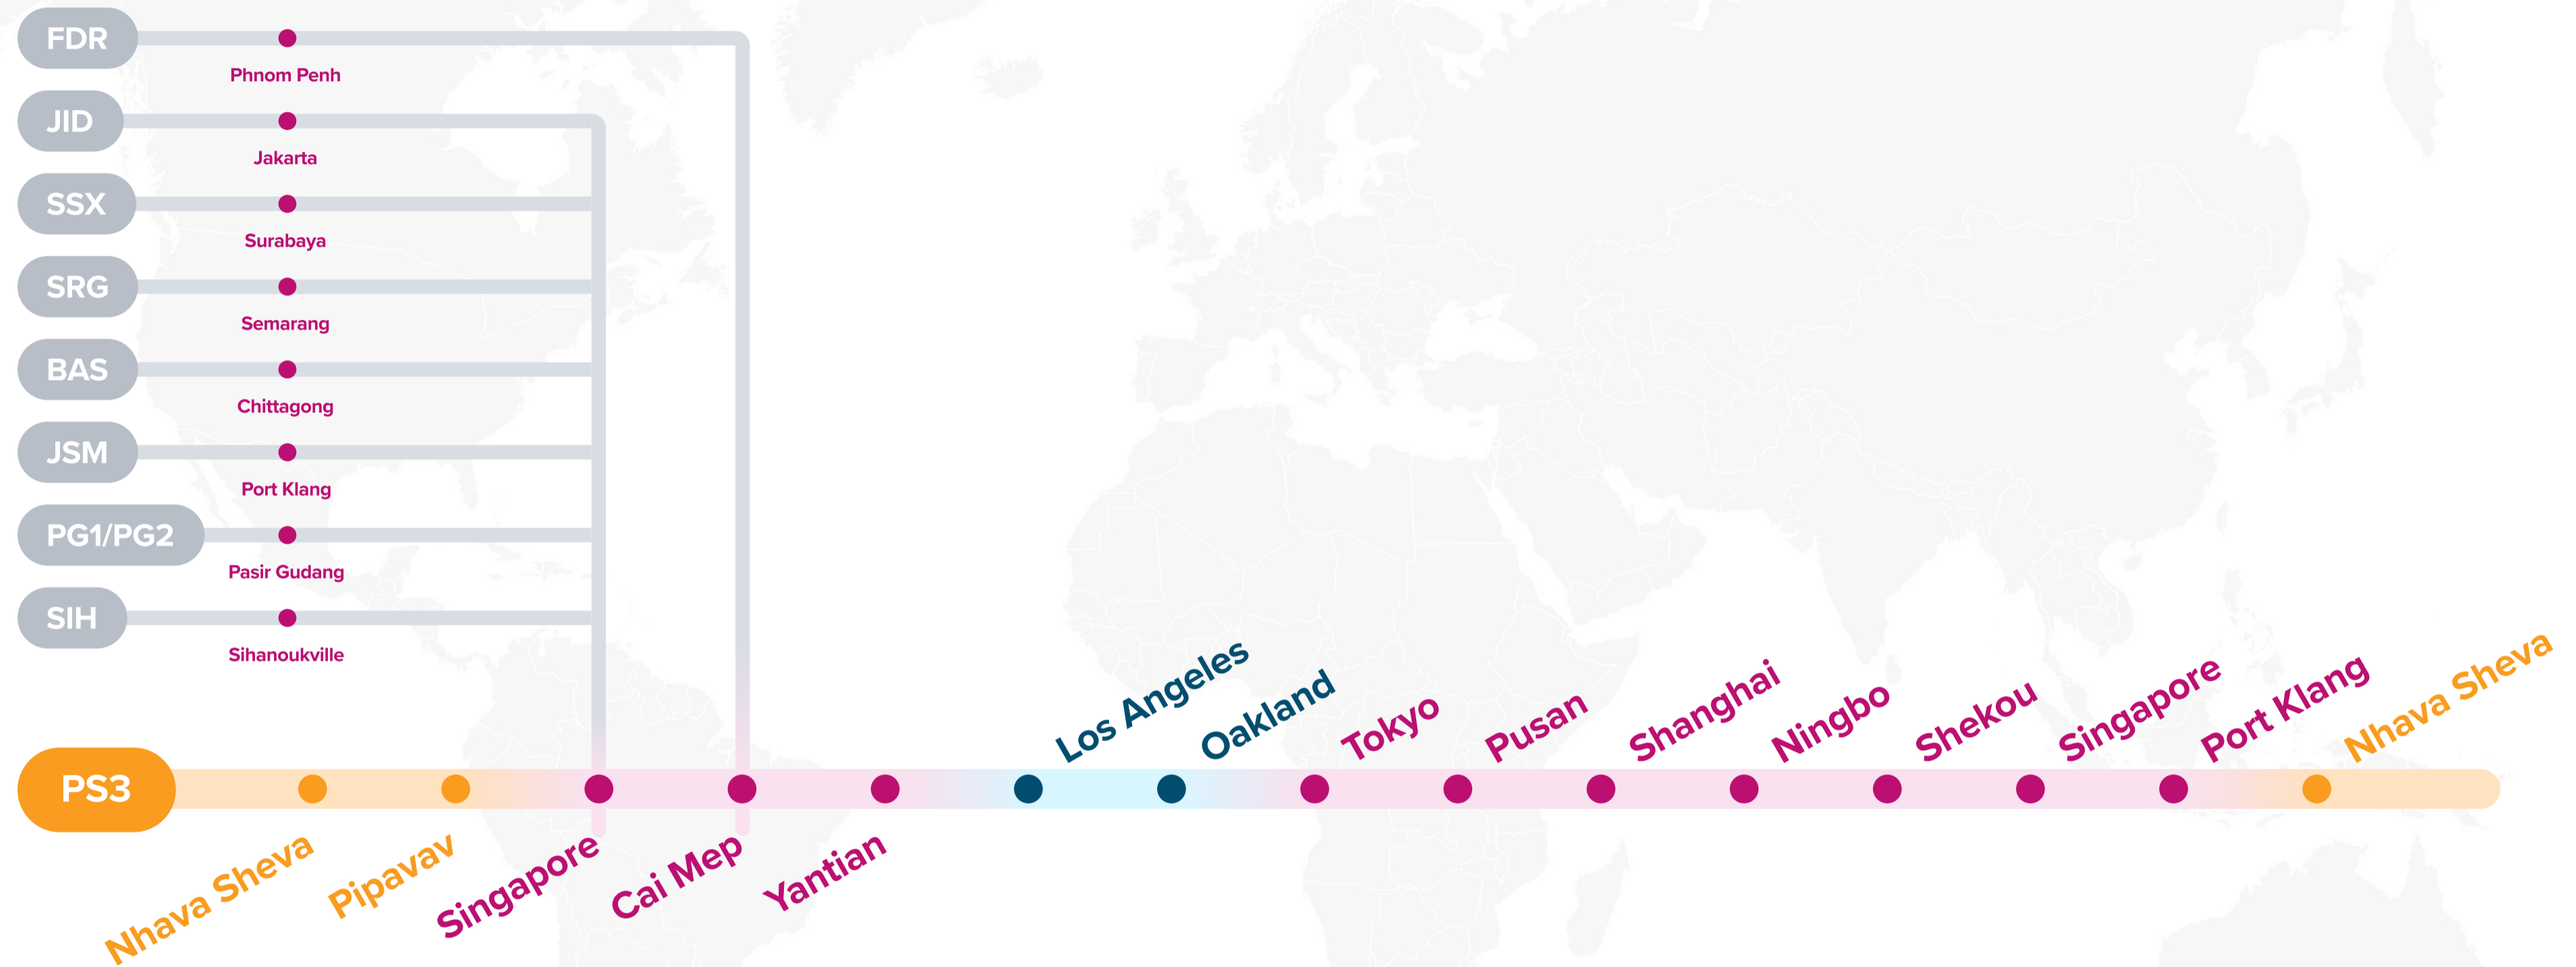 FDR
Phnom Penh
JID
Jakarta
SSX
Surabaya
SRG
Semarang
BAS
Chittagong
JSM
Port Klang
PG1/PG2
Pasir Gudang
SIH
Sihanoukville
PS3
Nhava Sheva
Pipavav
Singapore
Cai Mep
Yantian
Los Angeles
Oakland
Tokyo
Pusan
Shanghai
Ningbo
Shekou
Singapore
Port Klang
Nhava Sheva